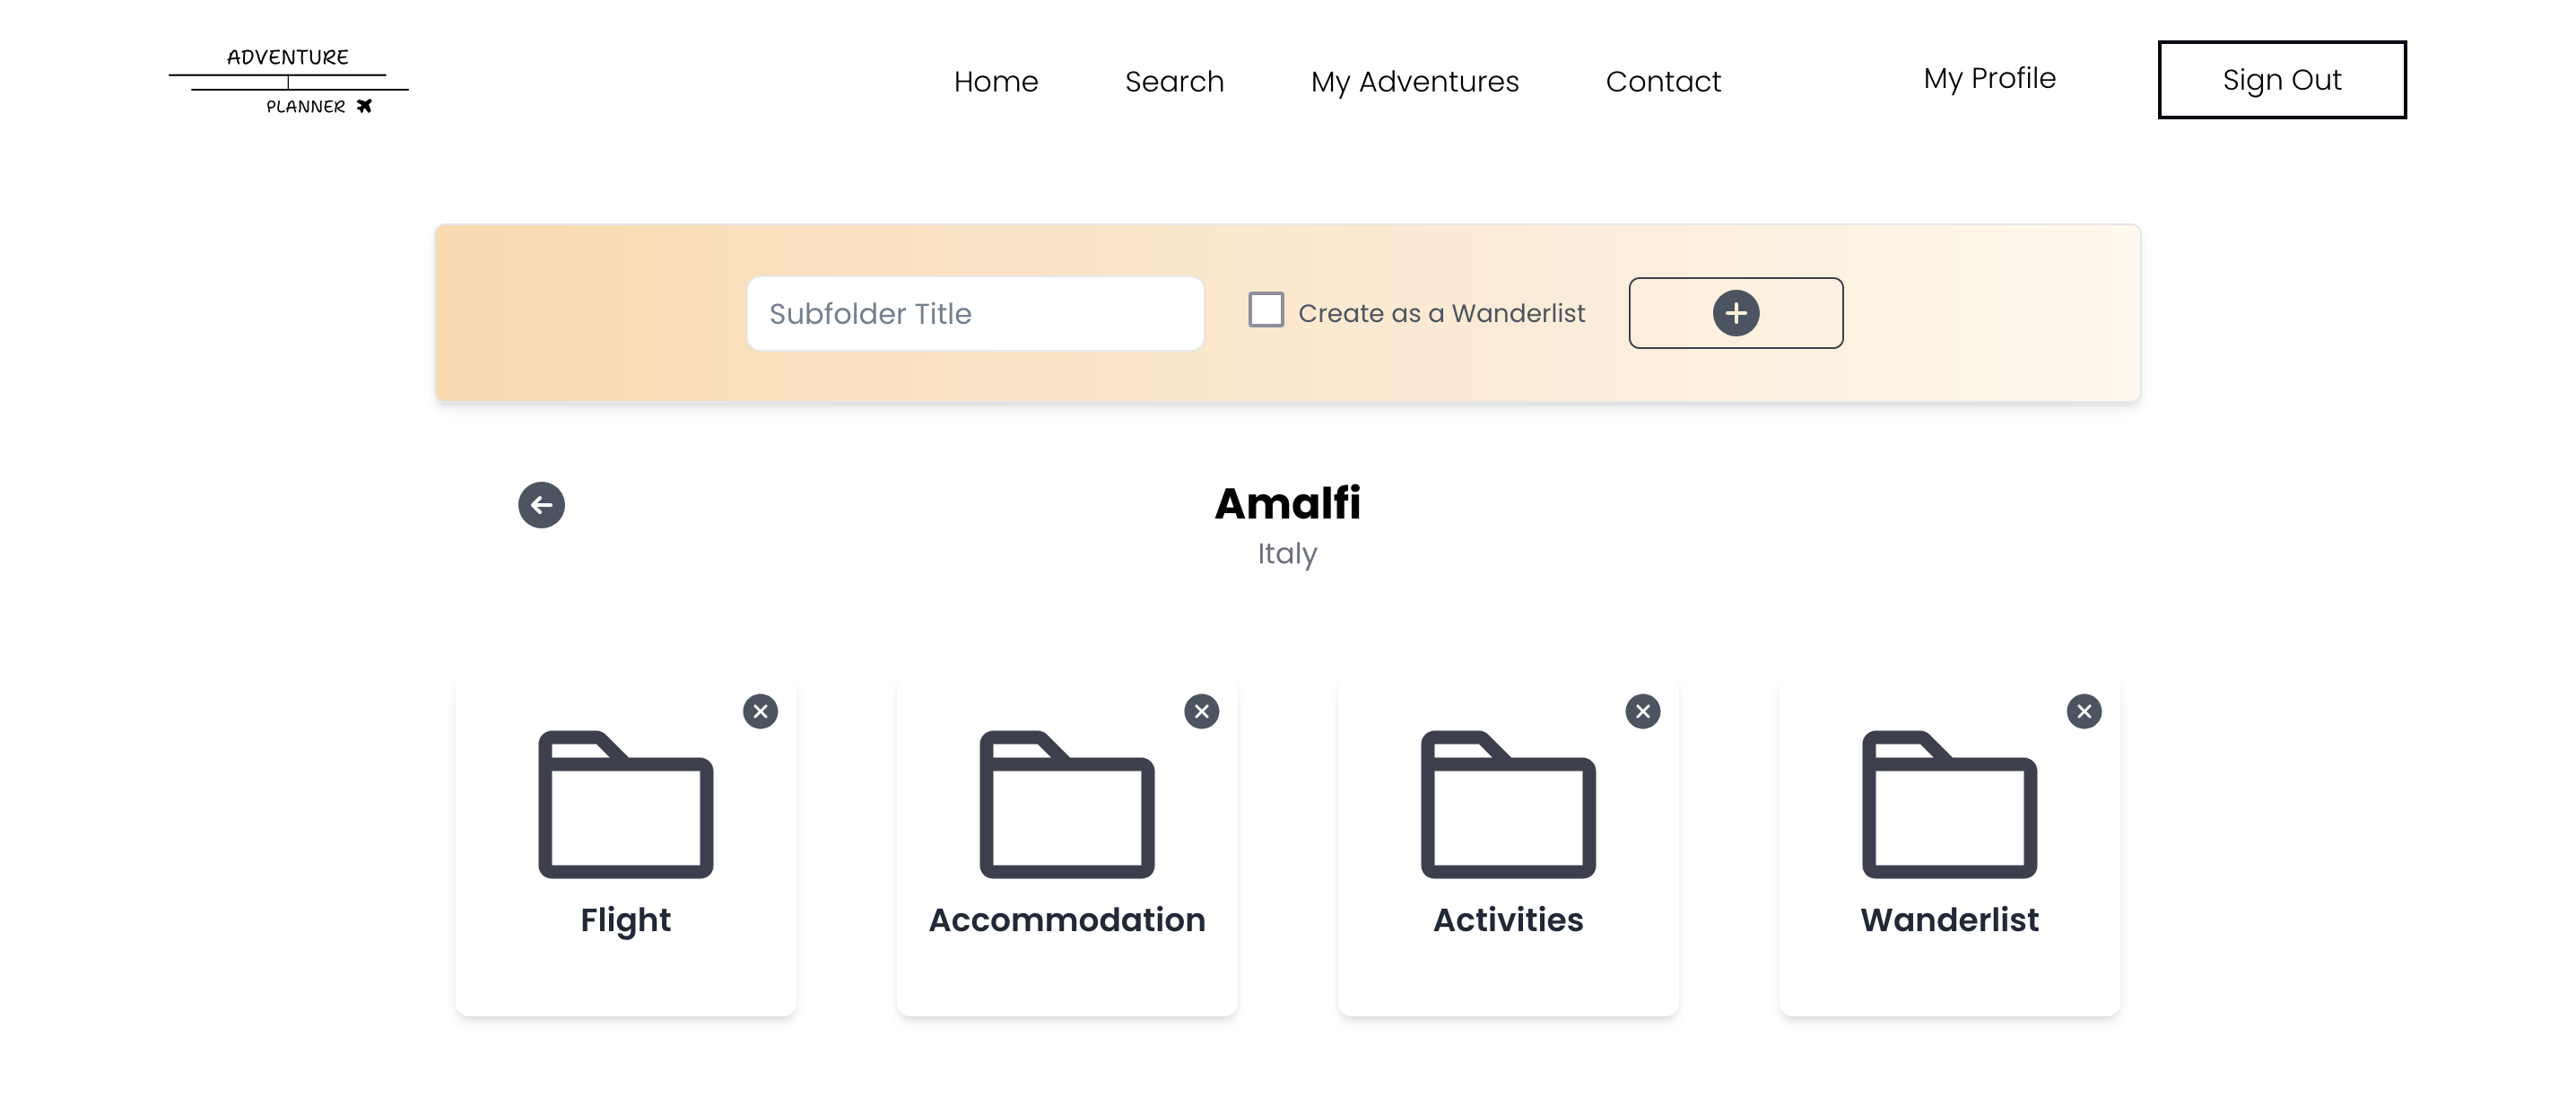 ADVENTURE
PLANNER
Home Search My Adventures Contact My Profile Sign Out
Subfolder Title Create as a Wanderlist
Amalfi
Italy
Flight Accommodation Activities Wanderlist